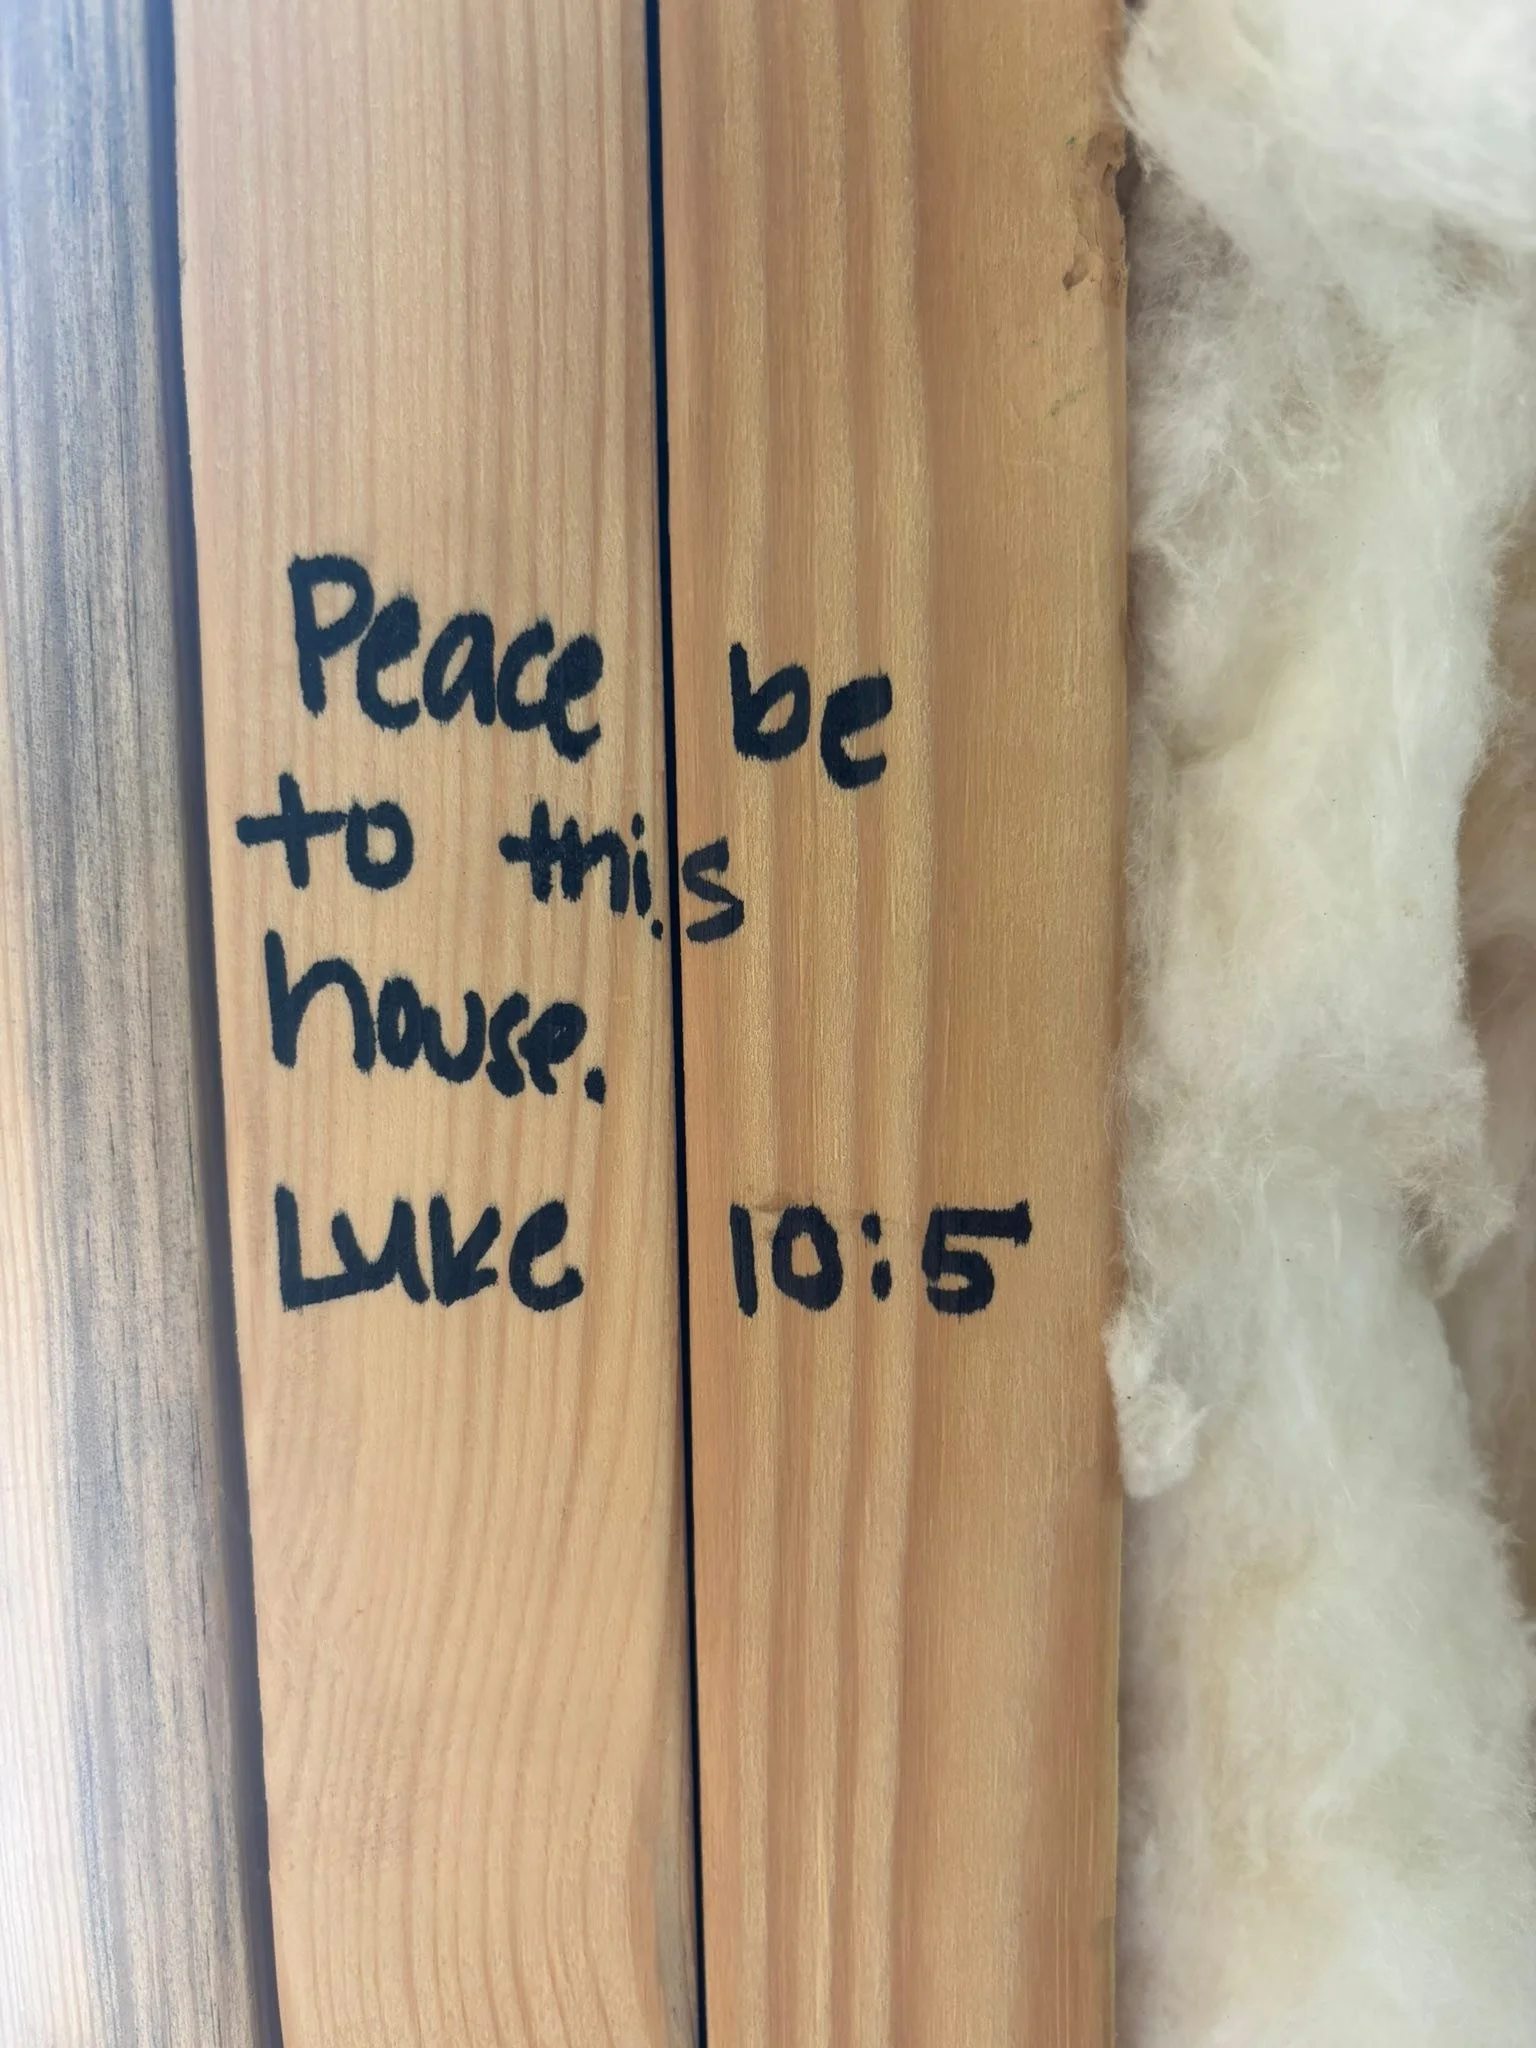 Peace be
to this
house.
Luke 10:5